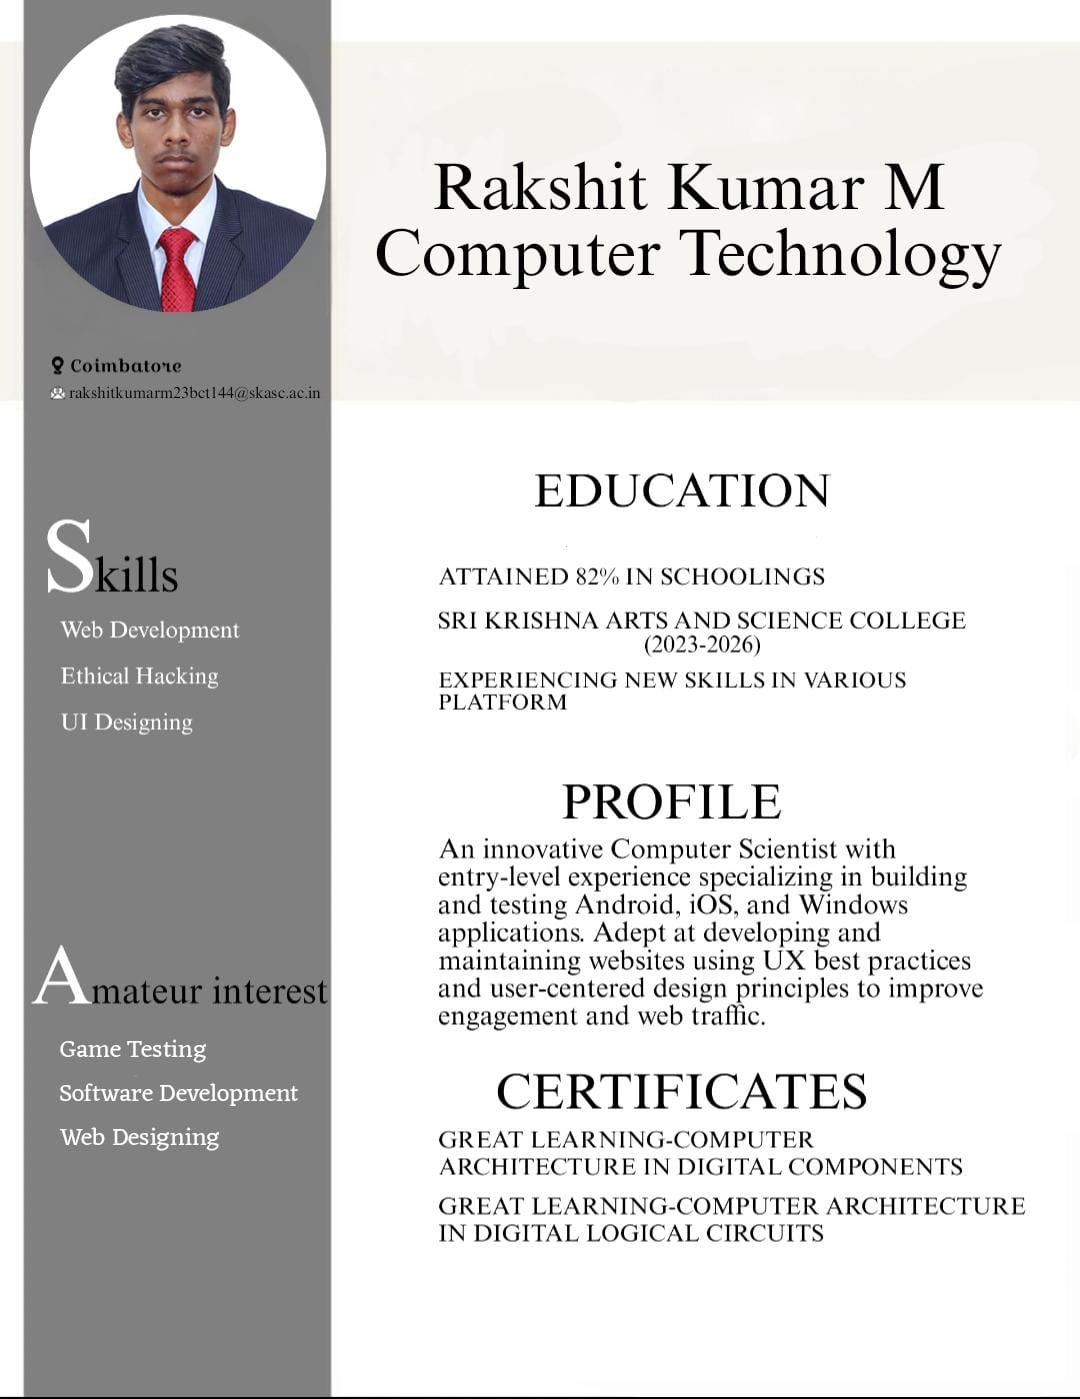 Rakshit Kumar M
Computer Technology
Coimbatore
rakshitkumarm23bct144@skasc.ac.in
Skills
Web Development
Ethical Hacking
UI Designing
Amateur interest
Game Testing
Software Development
Web Designing
EDUCATION
ATTAINED 82% IN SCHOOLINGS
SRI KRISHNA ARTS AND SCIENCE COLLEGE
(2023-2026)
EXPERIENCING NEW SKILLS IN VARIOUS
PLATFORM
PROFILE
An innovative Computer Scientist with
entry-level experience specializing in building
and testing Android, iOS, and Windows
applications. Adept at developing and
maintaining websites using UX best practices
and user-centered design principles to improve
engagement and web traffic.
CERTIFICATES
GREAT LEARNING-COMPUTER
ARCHITECTURE IN DIGITAL COMPONENTS
GREAT LEARNING-COMPUTER ARCHITECTURE
IN DIGITAL LOGICAL CIRCUITS